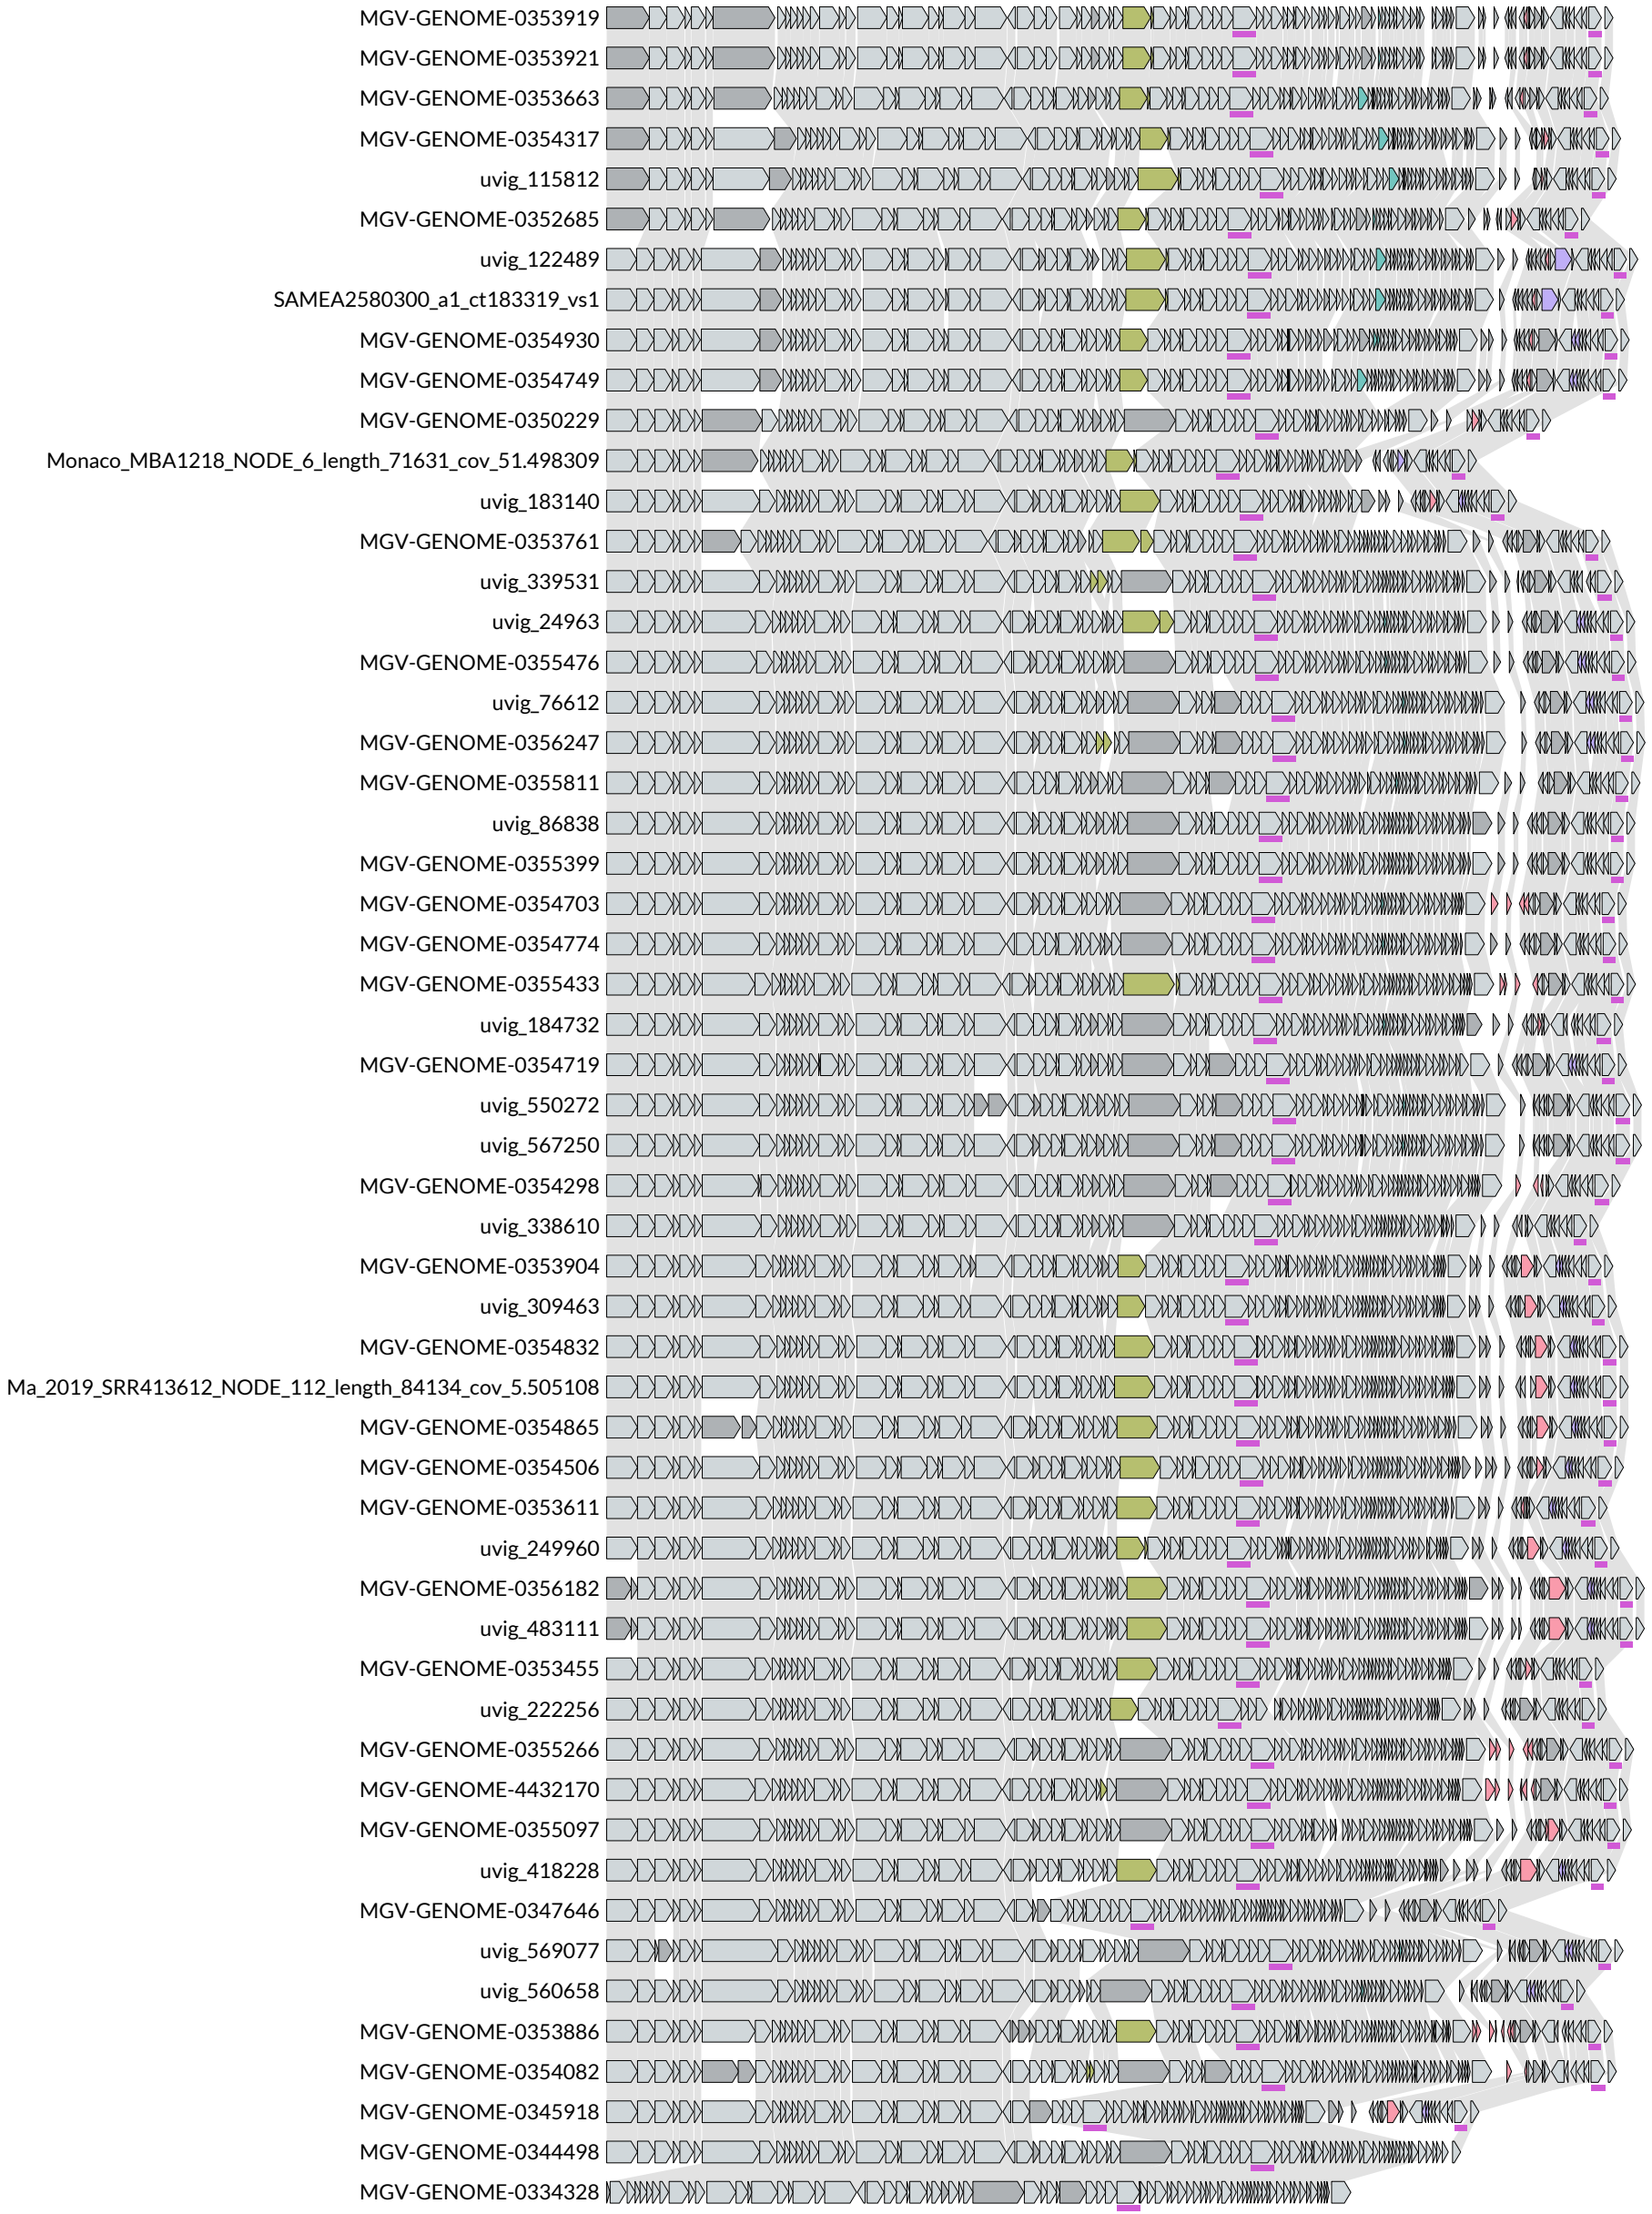 MGV-GENOME-0353919
MGV-GENOME-0353921
MGV-GENOME-0353663
MGV-GENOME-0354317
uvig_115812
MGV-GENOME-0352685
uvig_122489
SAMEA2580300_a1_ct183319_vs1
MGV-GENOME-0354930
MGV-GENOME-0354749
MGV-GENOME-0350229
Monaco_MBA1218_NODE_6_length_71631_cov_51.498309
uvig_183140
MGV-GENOME-0353761
uvig_339531
uvig_24963
MGV-GENOME-0355476
uvig_76612
MGV-GENOME-0356247
MGV-GENOME-0355811
uvig_86838
MGV-GENOME-0355399
MGV-GENOME-0354703
MGV-GENOME-0354774
MGV-GENOME-0355433
uvig_184732
MGV-GENOME-0354719
uvig_550272
uvig_567250
MGV-GENOME-0354298
uvig_338610
MGV-GENOME-0353904
uvig_309463
MGV-GENOME-0354832
Ma_2019_SRR413612_NODE_112_length_84134_cov_5.505108
MGV-GENOME-0354865
MGV-GENOME-0354506
MGV-GENOME-0353611
uvig_249960
MGV-GENOME-0356182
uvig_483111
MGV-GENOME-0353455
uvig_222256
MGV-GENOME-0355266
MGV-GENOME-4432170
MGV-GENOME-0355097
uvig_418228
MGV-GENOME-0347646
uvig_569077
uvig_560658
MGV-GENOME-0353886
MGV-GENOME-0354082
MGV-GENOME-0345918
MGV-GENOME-0344498
MGV-GENOME-0334328